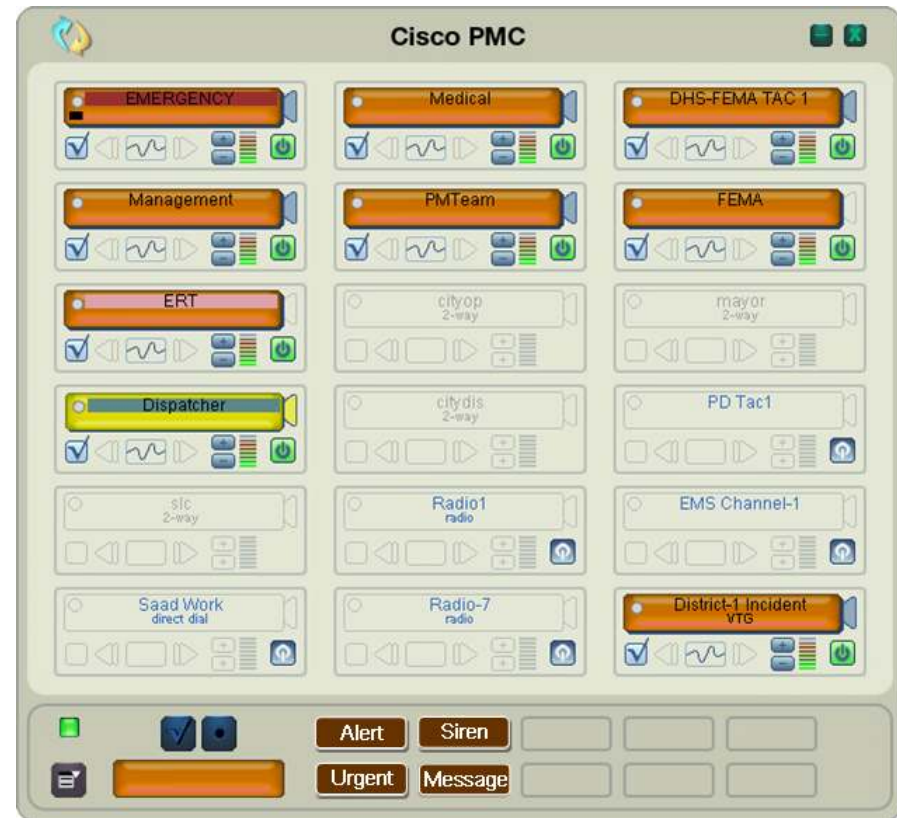 Cisco PMC
EMERGENCY
Medical
DHS-FEMA TAC 1
Management
PMTeam
FEMA
ERT
cityop
2-way
mayor
2-way
Dispatcher
citydis
2-way
PD Tac1
slc
2-way
Radio1
radio
EMS Channel-1
Saad Work
direct dial
Radio-7
radio
District-1 Incident
VTG
Alert
Siren
Urgent
Message